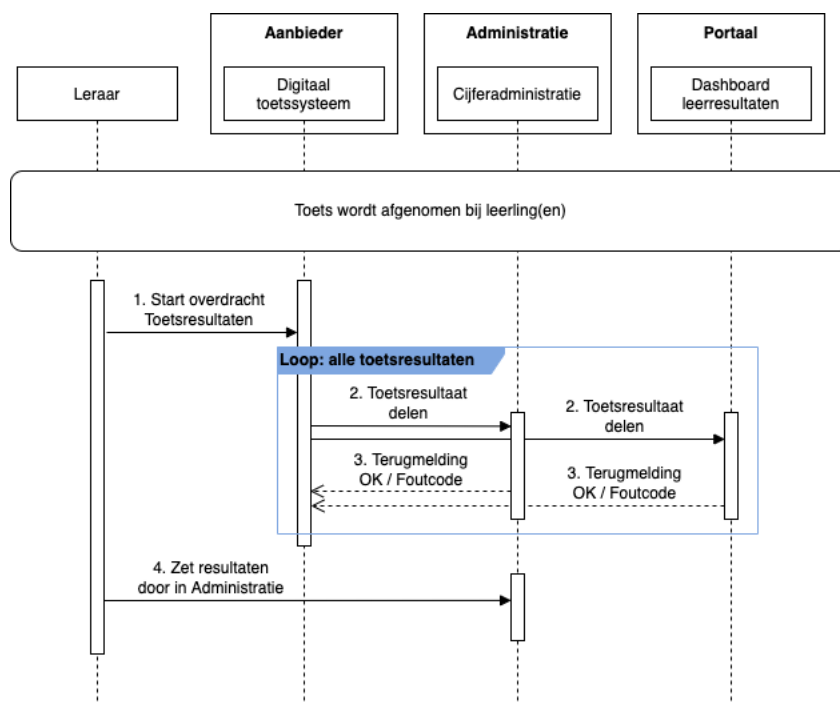 Aanbieder
Administratie
Portaal
Leraar
Digitaal
toetssysteem
Cijferadministratie
Dashboard
leerresultaten
Toets wordt afgenomen bij leerling(en)
1. Start overdracht
Toetsresultaten
Loop: alle toetsresultaten
2. Toetsresultaat
delen
2. Toetsresultaat
delen
3. Terugmelding
OK / Foutcode
3. Terugmelding
OK / Foutcode
4. Zet resultaten
door in Administratie